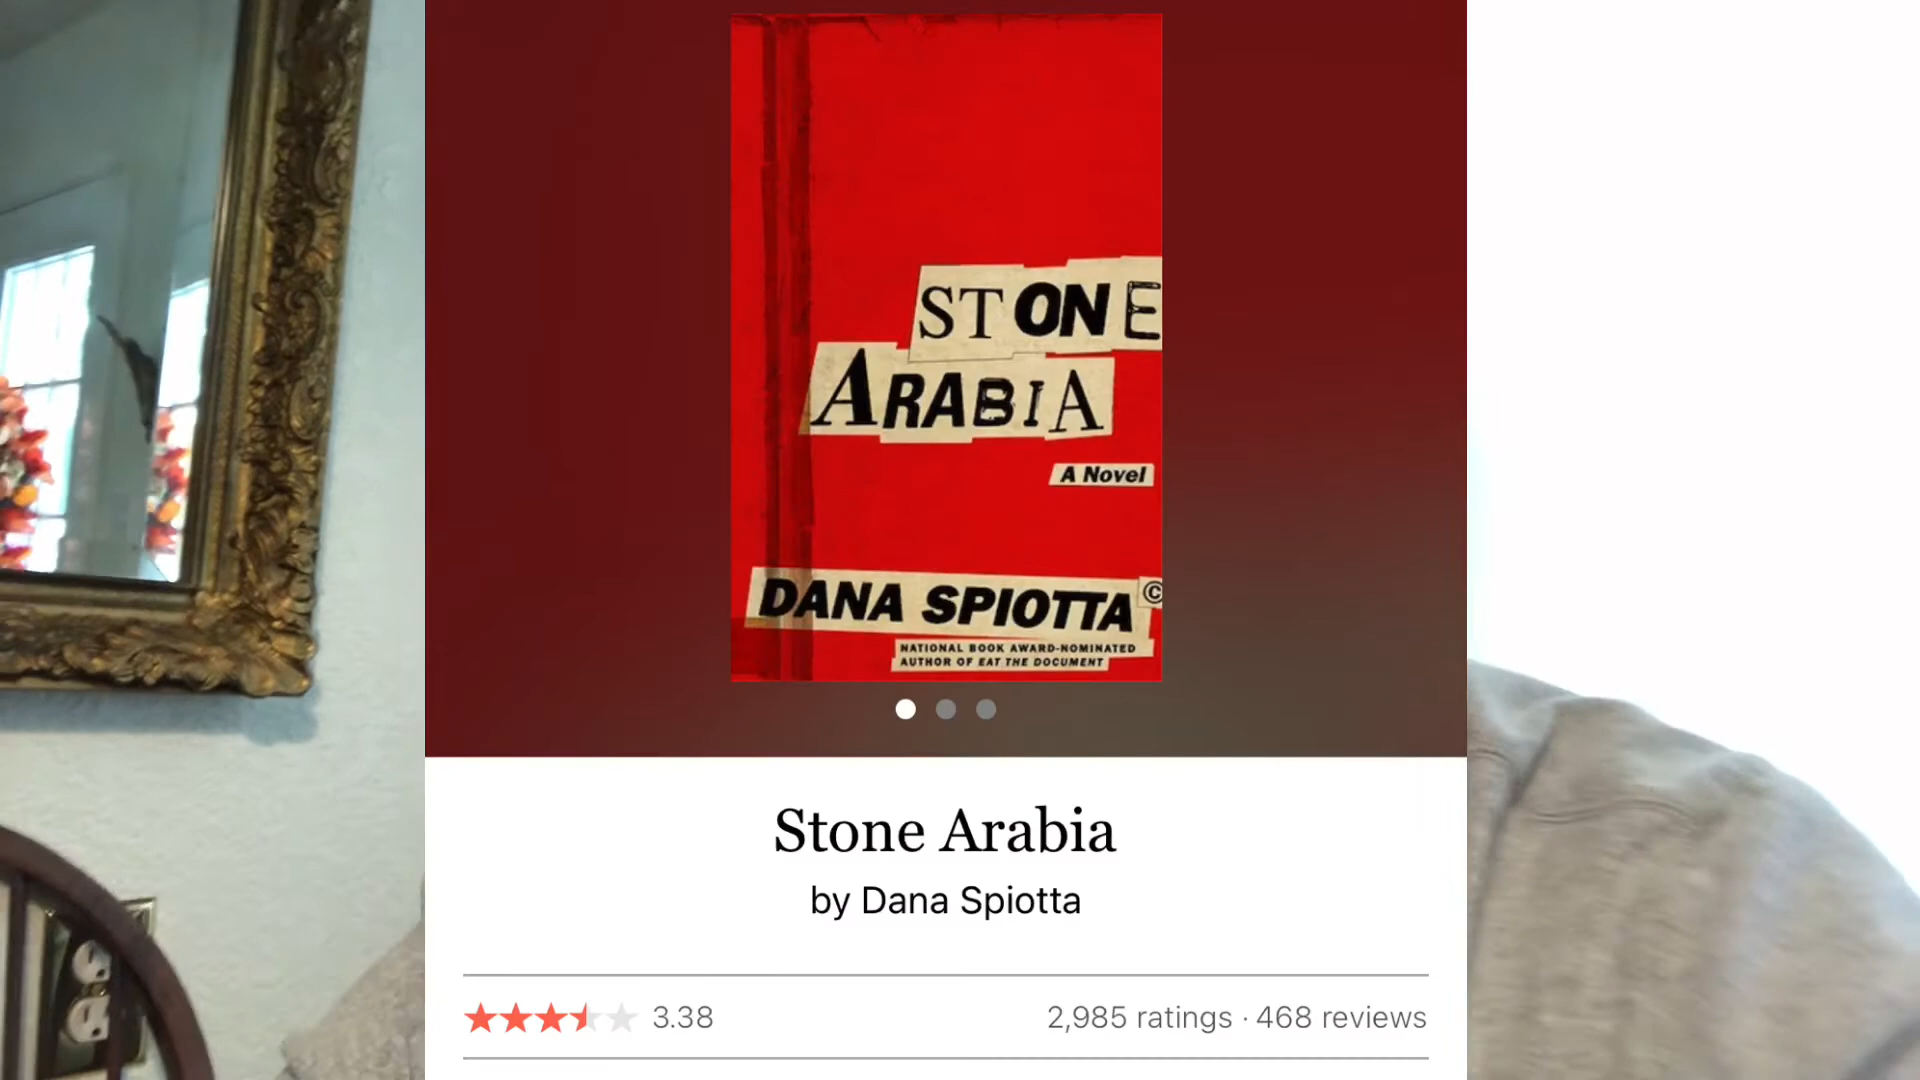 STONE
ARABIA
A Novel
DANA SPIOTTA ©
NATIONAL BOOK AWARD-NOMINATED
AUTHOR OF EAT THE DOCUMENT
Stone Arabia
by Dana Spiotta
3.38
2,985 ratings · 468 reviews